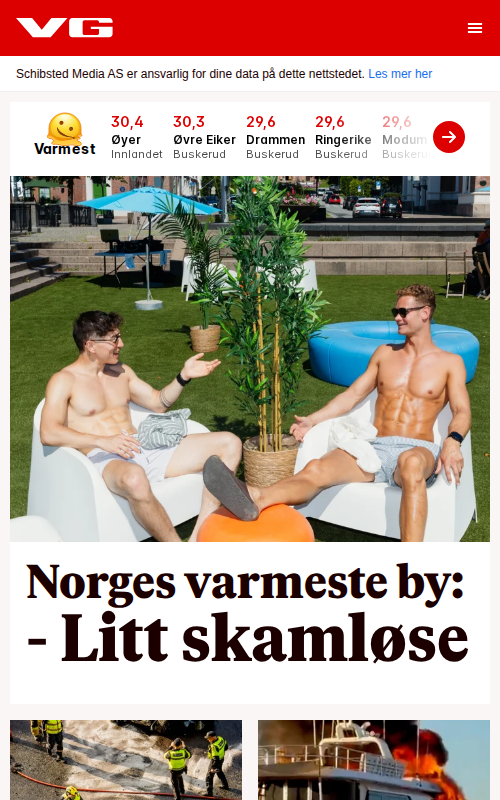 VG
Schibsted Media AS er ansvarlig for dine data på dette nettstedet. Les mer her
Varmest
30,4
Øyer
Innlandet
30,3
Øvre Eiker
Buskerud
29,6
Drammen
Buskerud
29,6
Ringerike
Buskerud
29,6
Modum
Buskeru
Norges varmeste by:
- Litt skamløse